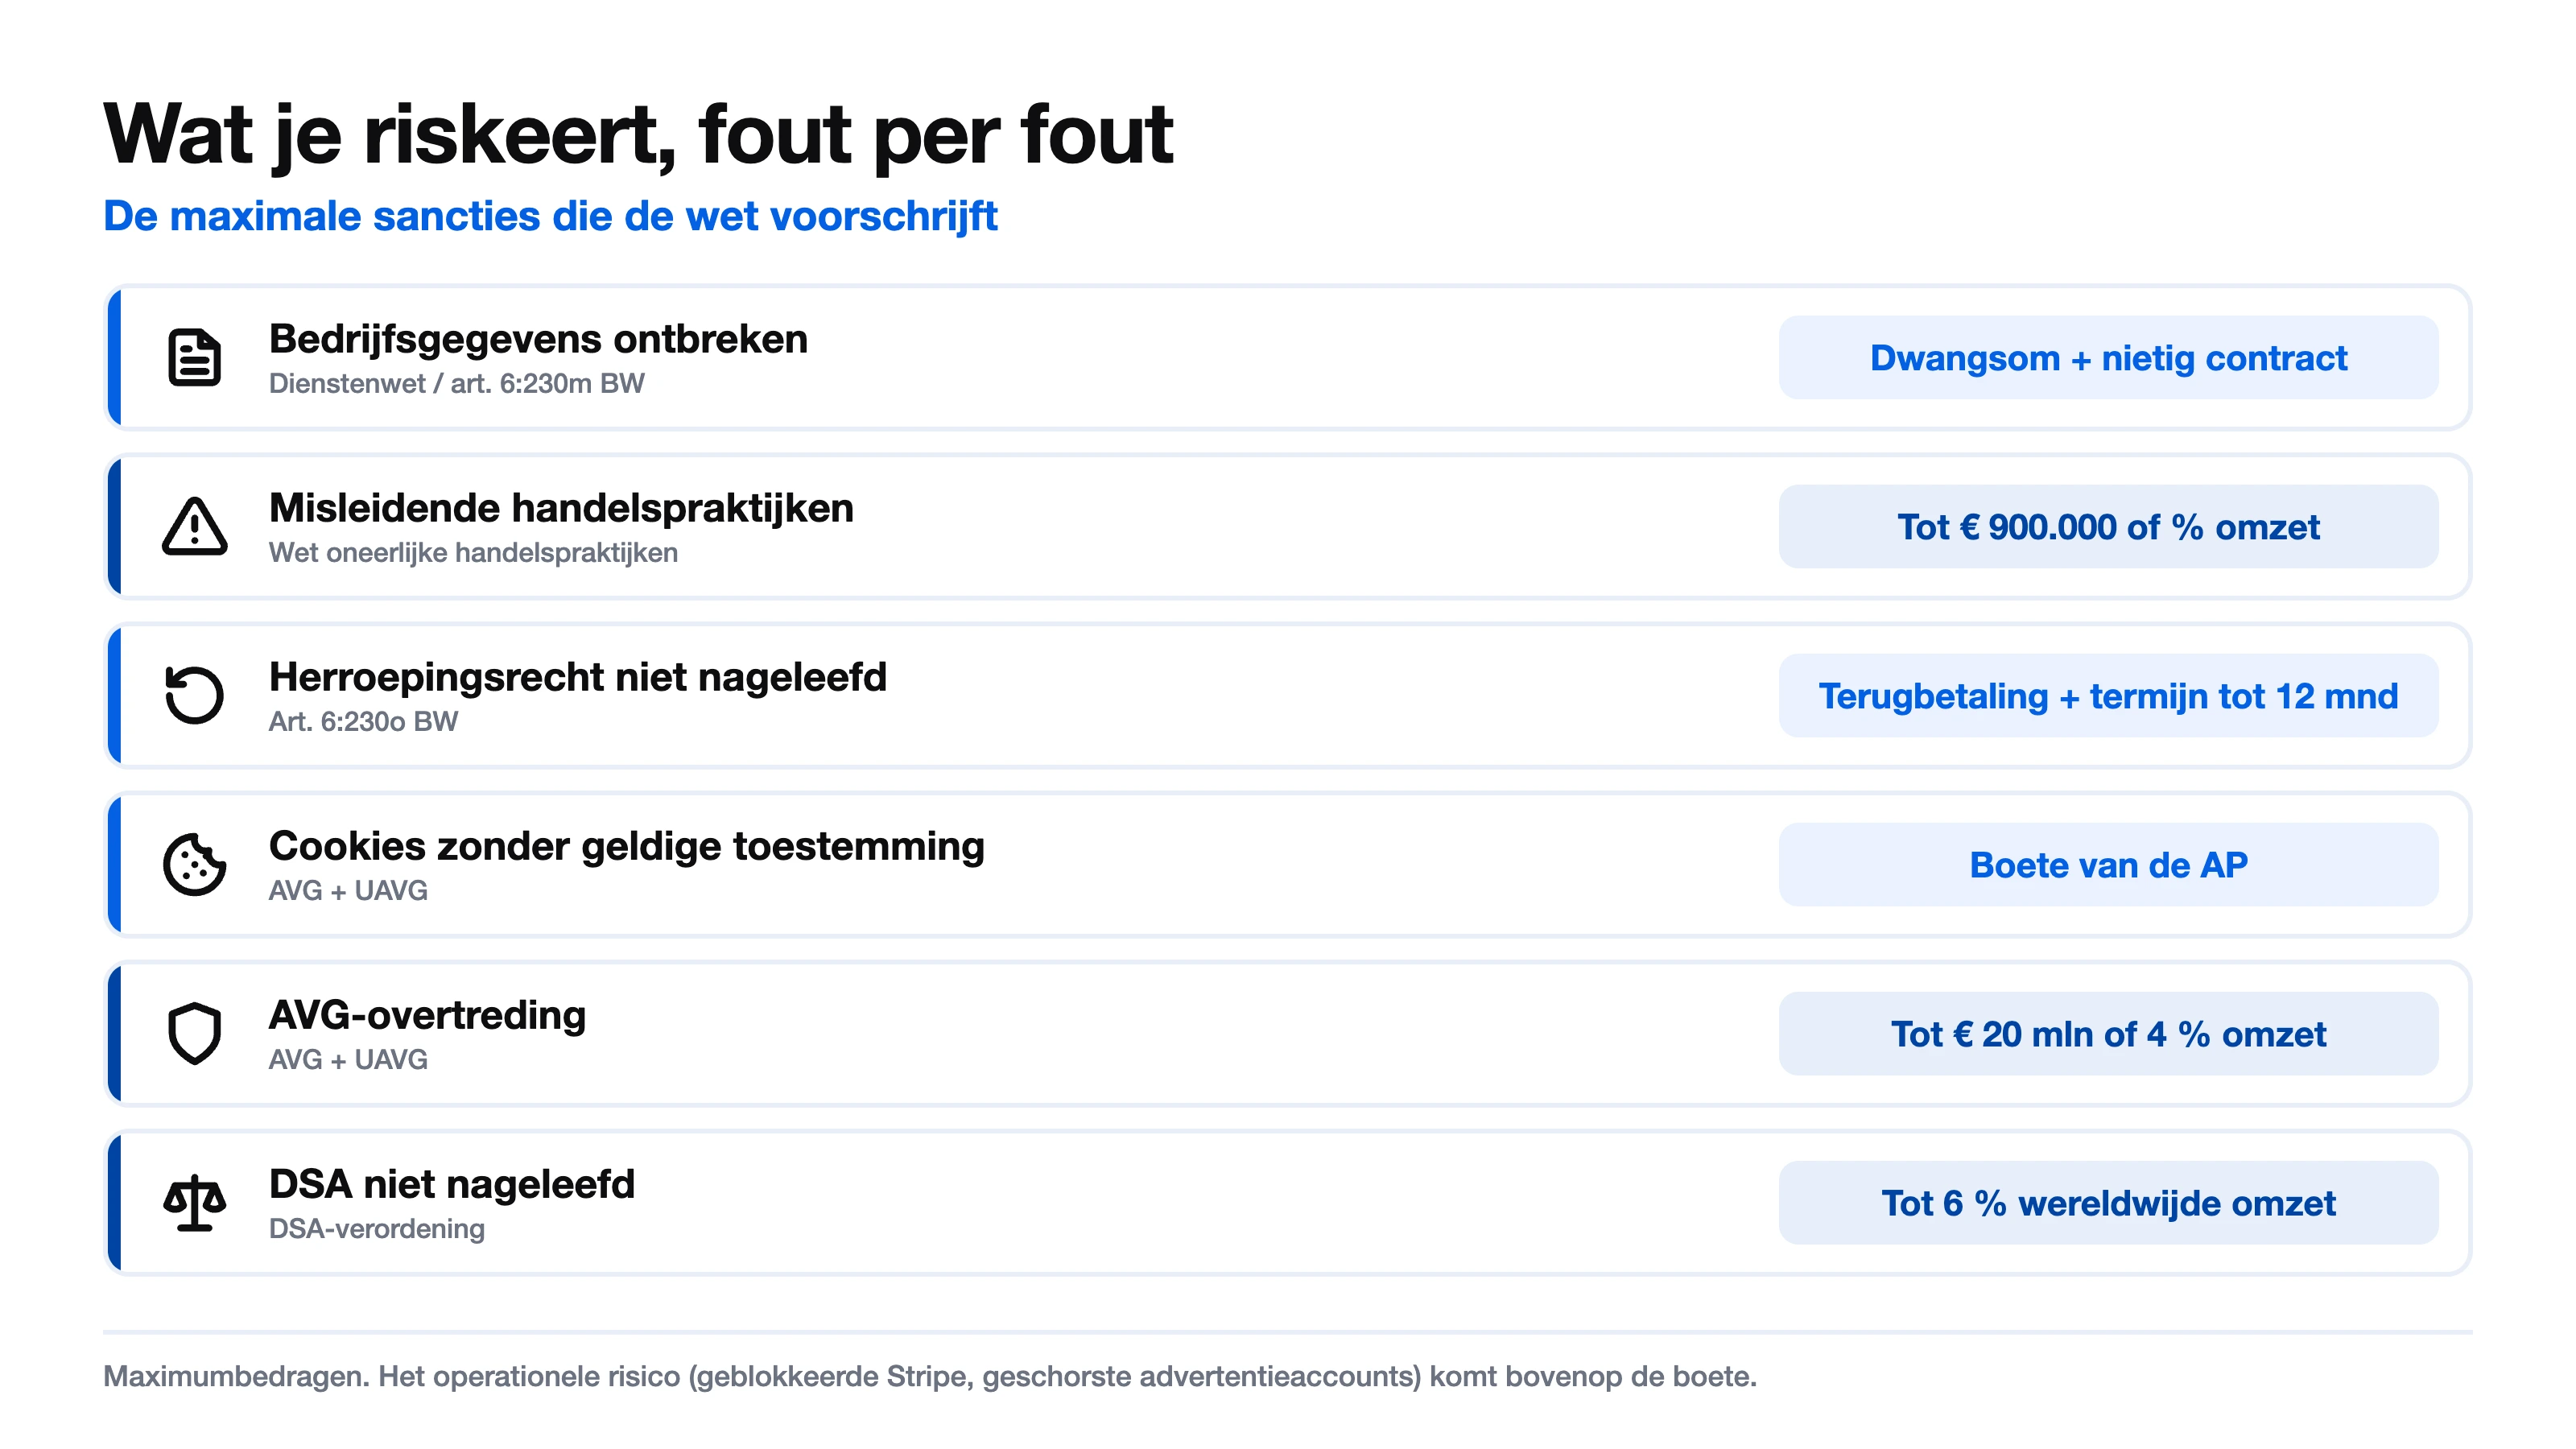 Wat je riskeert, fout per fout
De maximale sancties die de wet voorschrijft
Bedrijfsgegevens ontbreken
Dienstenwet / art. 6:230m BW
Dwangsom + nietig contract
Misleidende handelspraktijken
Wet oneerlijke handelspraktijken
Tot € 900.000 of % omzet
Herroepingsrecht niet nageleefd
Art. 6:230o BW
Terugbetaling + termijn tot 12 mnd
Cookies zonder geldige toestemming
AVG + UAVG
Boete van de AP
AVG-overtreding
AVG + UAVG
Tot € 20 mln of 4 % omzet
DSA niet nageleefd
DSA-verordening
Tot 6 % wereldwijde omzet
Maximumbedragen. Het operationele risico (geblokkeerde Stripe, geschorste advertentieaccounts) komt bovenop de boete.